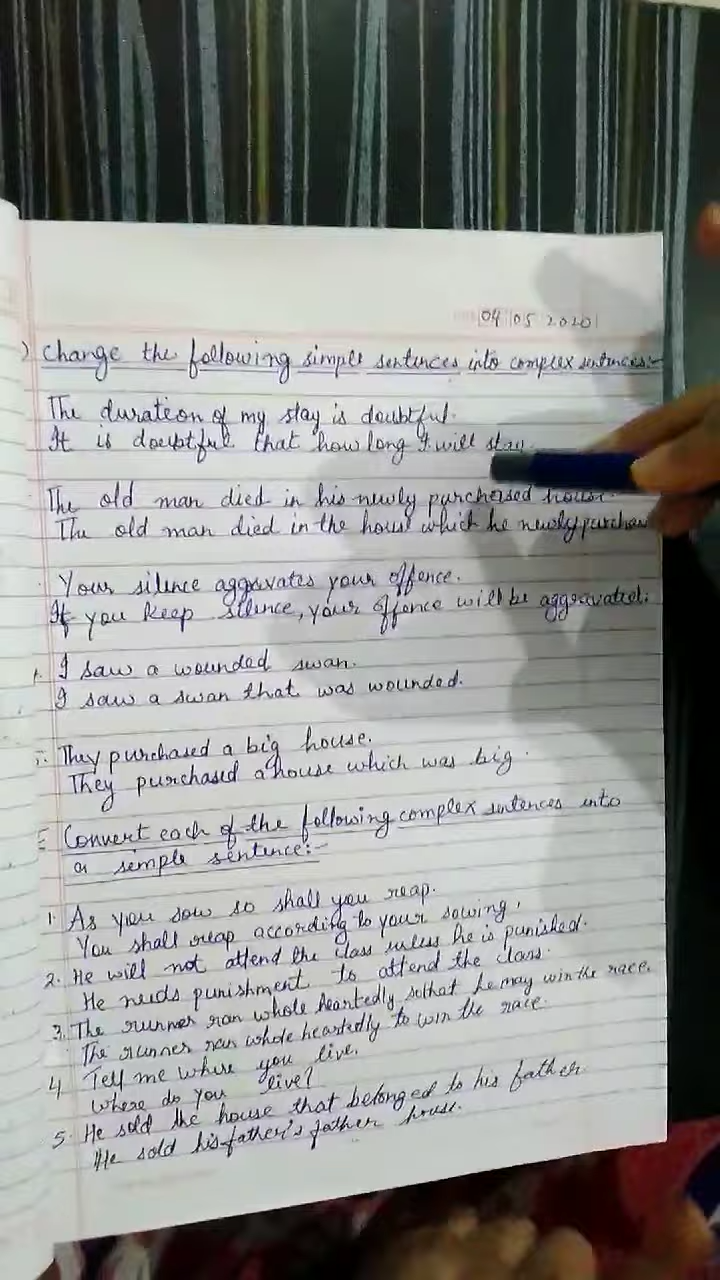 04 05 2020
) Change the following simple sentences into complex sentences:-
The duration of my stay is doubtful.
It is doubtful that how long I will stay.
The old man died in his newly purchased house.
The old man died in the house which he newly purchas
Your silence aggravates your offence.
If you keep silence, your offence will be aggravated.
I saw a wounded swan.
I saw a swan that was wounded.
They purchased a big house.
They purchased a house which was big.
Convert each of the following complex sentences into
a semple sentence:-
1. As you sow so shall you reap.
You shall reap according to your sowing.
2. He will not attend the class unless he is punished.
He needs punishment to attend the class.
3. The runner ran whole heartedly so that he may win the race.
The runner ran whole heartedly to win the race.
4 Tell me where you live.
Where do you live?
5. He sold the house that belonged to his father
He sold his father's father house.